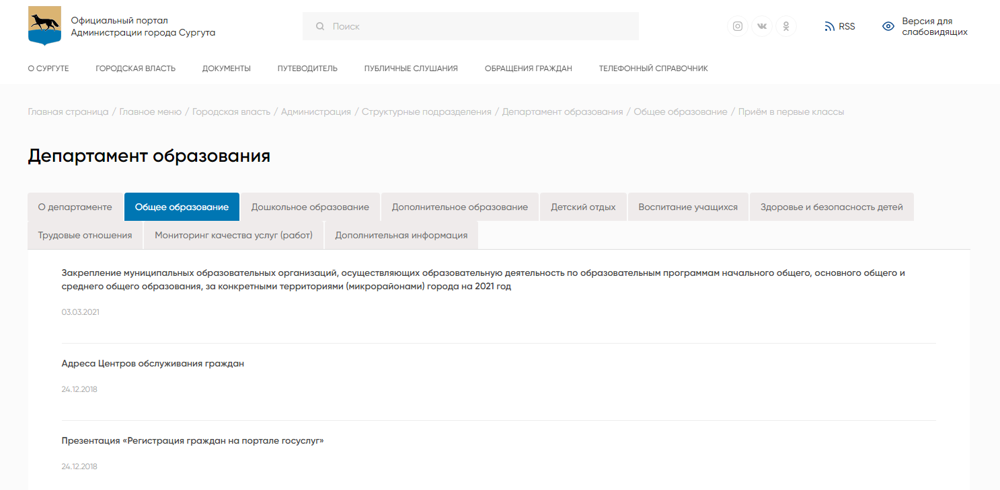 Официальный портал
Администрации города Сургута
Поиск
RSS
Версия для
слабовидящих
О СУРГУТЕ ГОРОДСКАЯ ВЛАСТЬ ДОКУМЕНТЫ ПУТЕВОДИТЕЛЬ ПУБЛИЧНЫЕ СЛУШАНИЯ ОБРАЩЕНИЯ ГРАЖДАН ТЕЛЕФОННЫЙ СПРАВОЧНИК
Главная страница / Главное меню / Городская власть / Администрация / Структурные подразделения / Департамент образования / Общее образование / Приём в первые классы
Департамент образования
О департаменте Общее образование Дошкольное образование Дополнительное образование Детский отдых Воспитание учащихся Здоровье и безопасность детей
Трудовые отношения Мониторинг качества услуг (работ) Дополнительная информация
Закрепление муниципальных образовательных организаций, осуществляющих образовательную деятельность по образовательным программам начального общего, основного общего и
среднего общего образования, за конкретными территориями (микрорайонами) города на 2021 год
03.03.2021
Адреса Центров обслуживания граждан
24.12.2018
Презентация «Регистрация граждан на портале госуслуг»
24.12.2018